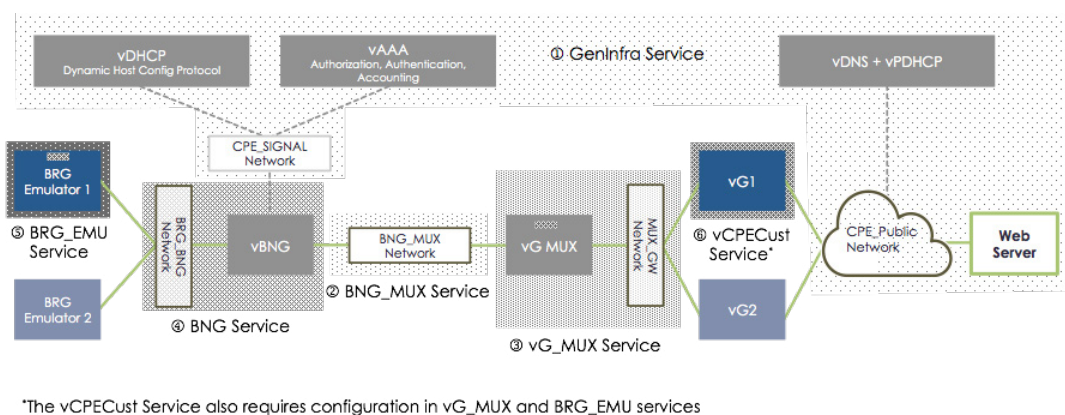 vDHCP
Dynamic Host Config Protocol
vAAA
Authorization, Authentication,
Accounting
① GenInfra Service
vDNS + vPDHCP
CPE_SIGNAL
Network
BRG
Emulator 1
⑤ BRG_EMU
Service
BRG
Emulator 2
BRG_BNG
Network
vBNG
④ BNG Service
BNG_MUX
Network
② BNG_MUX Service
vG MUX
MUX_GW
Network
③ vG_MUX Service
vG1
⑥ vCPECust
Service*
vG2
CPE_Public
Network
Web
Server
*The vCPECust Service also requires configuration in vG_MUX and BRG_EMU services